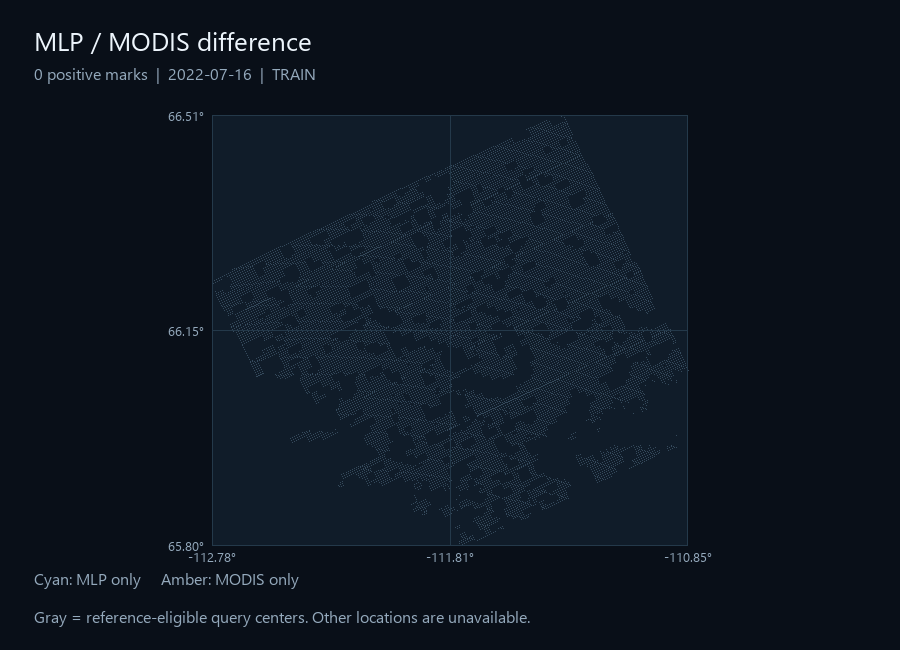 MLP / MODIS difference
0 positive marks | 2022-07-16 | TRAIN
66.51°
66.15°
65.80°
-112.78° -111.81° -110.85°
Cyan: MLP only Amber: MODIS only
Gray = reference-eligible query centers. Other locations are unavailable.